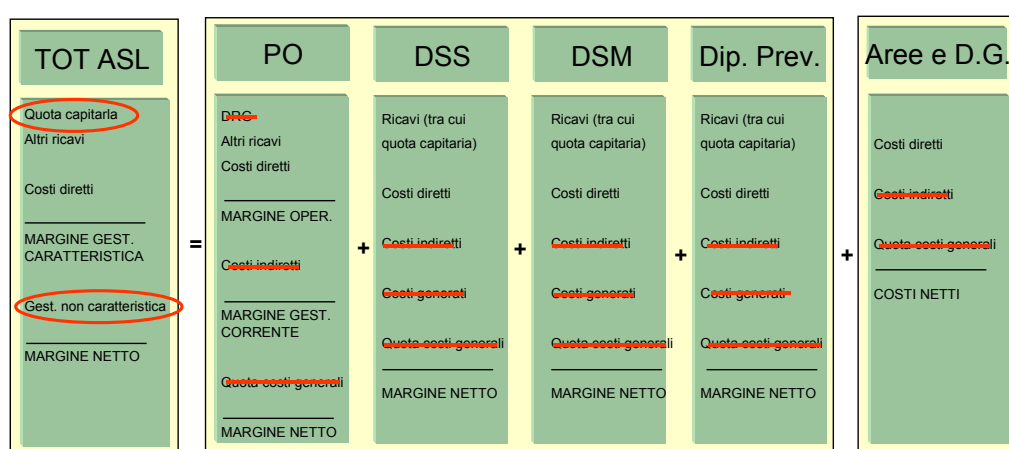 TOT ASL
Quota capitarIa
Altri ricavi
Costi diretti
MARGINE GEST.
CARATTERISTICA
Gest. non caratteristica
MARGINE NETTO
=
PO
DRG
Altri ricavi
Costi diretti
MARGINE OPER.
Costi indiretti
MARGINE GEST.
CORRENTE
Quota costi generali
MARGINE NETTO
+
DSS
Ricavi (tra cui
quota capitaria)
Costi diretti
Costi indiretti
Costi generati
Quota costi generali
MARGINE NETTO
+
DSM
Ricavi (tra cui
quota capitaria)
Costi diretti
Costi indiretti
Costi generati
Quota costi generali
MARGINE NETTO
+
Dip. Prev.
Ricavi (tra cui
quota capitaria)
Costi diretti
Costi indiretti
Costi generati
Quota costi generali
MARGINE NETTO
+
Aree e D.G.
Costi diretti
Costi indiretti
Quota costi generali
COSTI NETTI